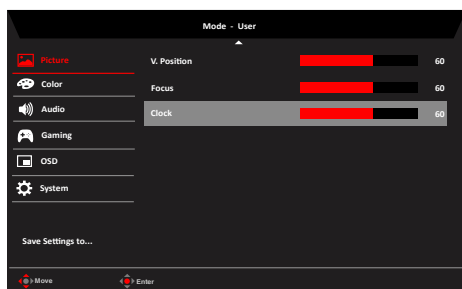 Mode - User
Picture
Color
Audio
Gaming
OSD
System
Save Settings to...
V. Position 60
Focus 60
Clock 60
Move Enter